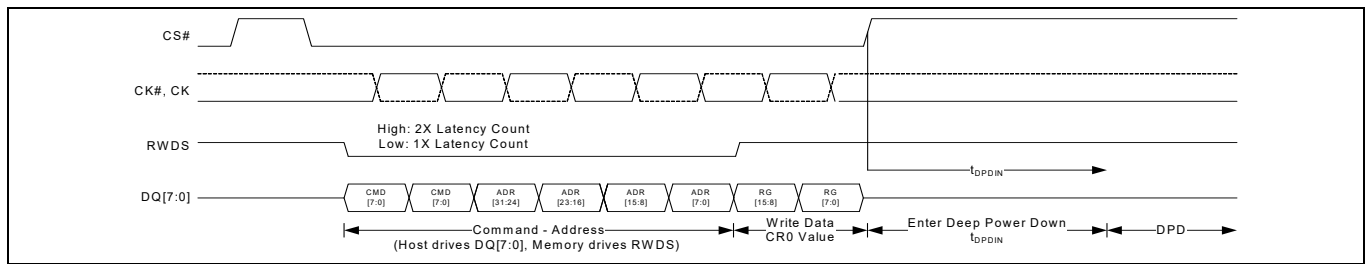 CS#
CK#, CK
High: 2X Latency Count
Low: 1X Latency Count
RWDS
tDPDIN
DQ[7:0]
CMD [7:0]
CMD [7:0]
ADR [31:24]
ADR [23:16]
ADR [15:8]
ADR [7:0]
RG [15:8]
RG [7:0]
Command - Address
(Host drives DQ[7:0], Memory drives RWDS)
Write Data
CR0 Value
Enter Deep Power Down
tDPDIN
DPD